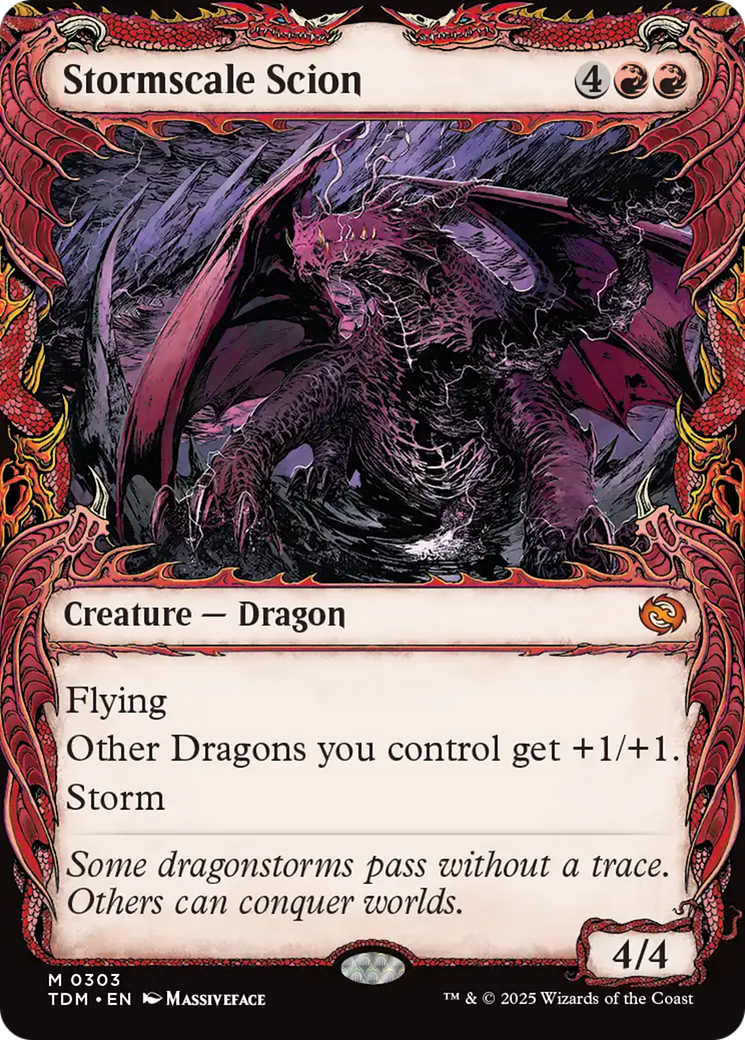 Stormscale Scion 4
Creature — Dragon
Flying
Other Dragons you control get +1/+1.
Storm
Some dragonstorms pass without a trace.
Others can conquer worlds.
4/4
M 0303
TDM • EN Massiveface
™ & © 2025 Wizards of the Coast